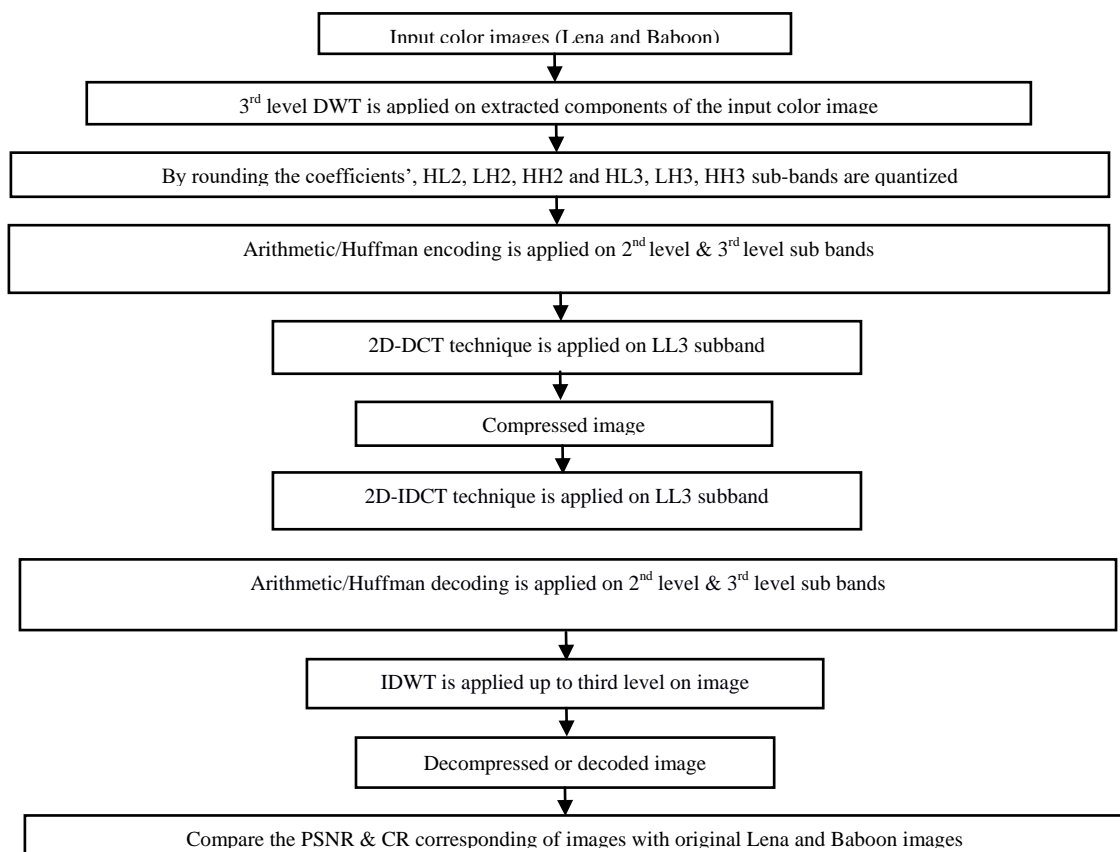 Input color images (Lena and Baboon)
3rd level DWT is applied on extracted components of the input color image
By rounding the coefficients’, HL2, LH2, HH2 and HL3, LH3, HH3 sub-bands are quantized
Arithmetic/Huffman encoding is applied on 2nd level & 3rd level sub bands
2D-DCT technique is applied on LL3 subband
Compressed image
2D-IDCT technique is applied on LL3 subband
Arithmetic/Huffman decoding is applied on 2nd level & 3rd level sub bands
IDWT is applied up to third level on image
Decompressed or decoded image
Compare the PSNR & CR corresponding of images with original Lena and Baboon images